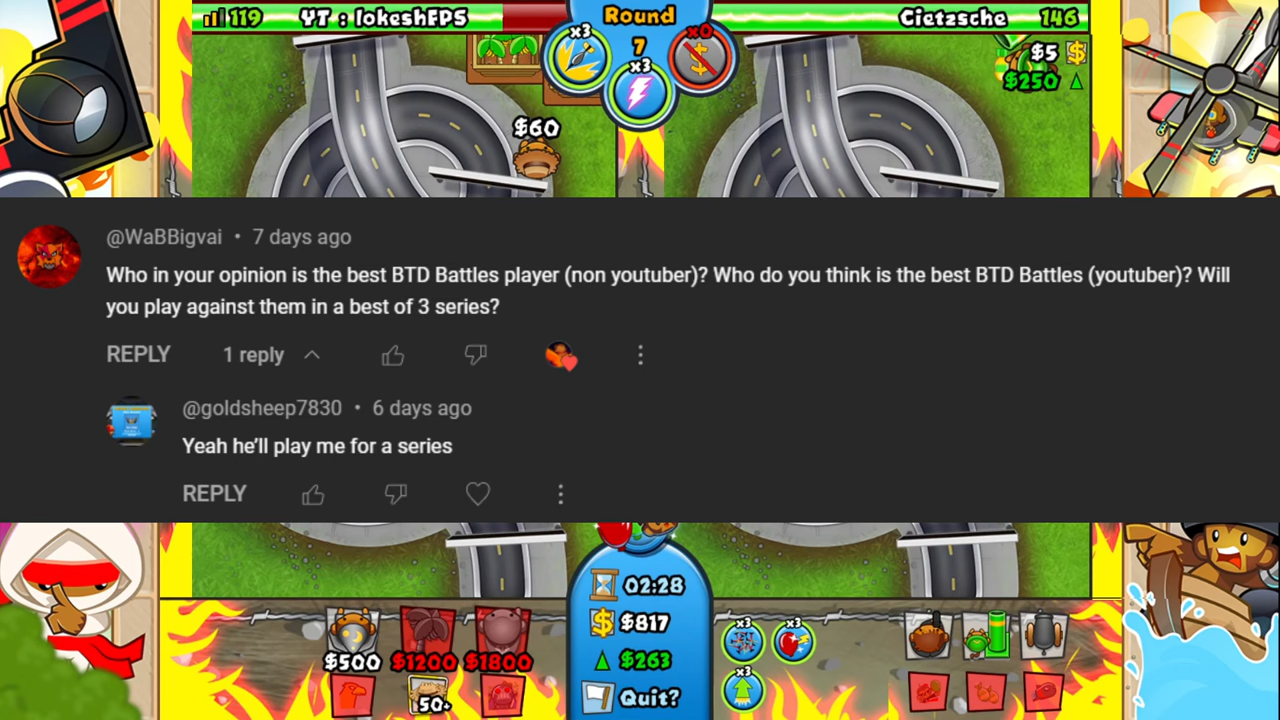 119 YT : lokeshFPS Round Cietzsche 146
x3 7 x3 x0 $5
$250
$60
@WaBBigvai • 7 days ago
Who in your opinion is the best BTD Battles player (non youtuber)? Who do you think is the best BTD Battles (youtuber)? Will
you play against them in a best of 3 series?
REPLY 1 reply
@goldsheep7830 • 6 days ago
Yeah he'll play me for a series
REPLY
02:28
$817
$263
Quit?
x3 x3
x3
$500 $1200 $1800
50+